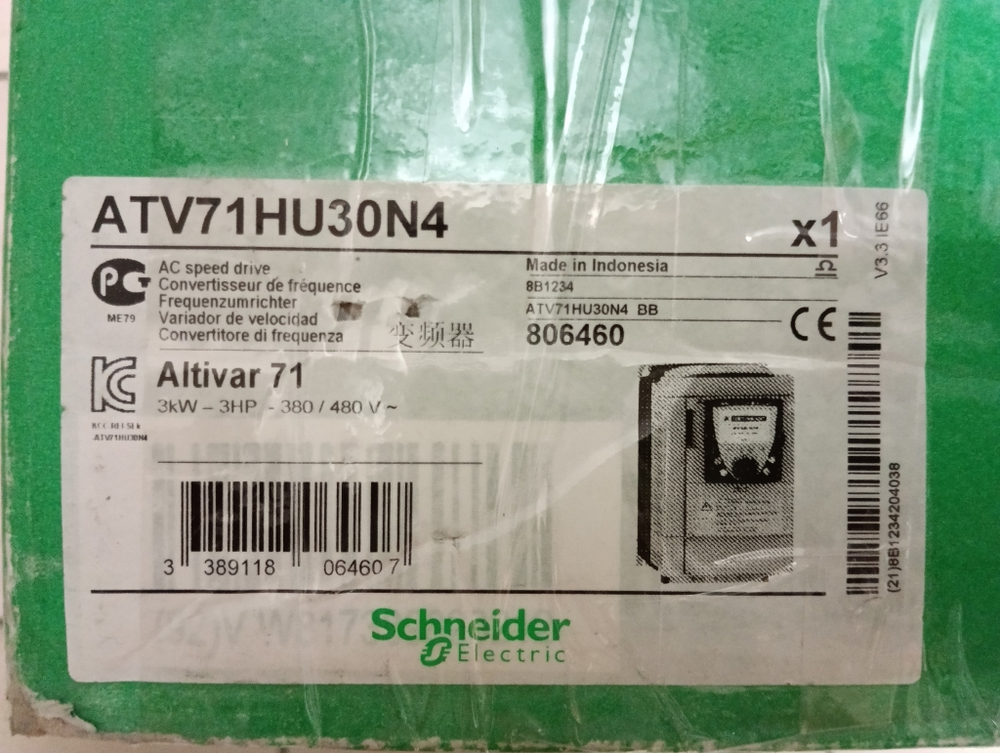 ATV71HU30N4
x1
V3.3 IE66
ME79
AC speed drive
Convertisseur de fréquence
Frequenzumrichter
Variador de velocidad
Convertitore di frequenza
变频器
Made in Indonesia
8B1234
ATV71HU30N4 BB
806460
CE
Altivar 71
3kW – 3HP - 380 / 480 V ~
ATV71HU30N4
3 389118 064607
(21)8B1234204038
Schneider
Electric